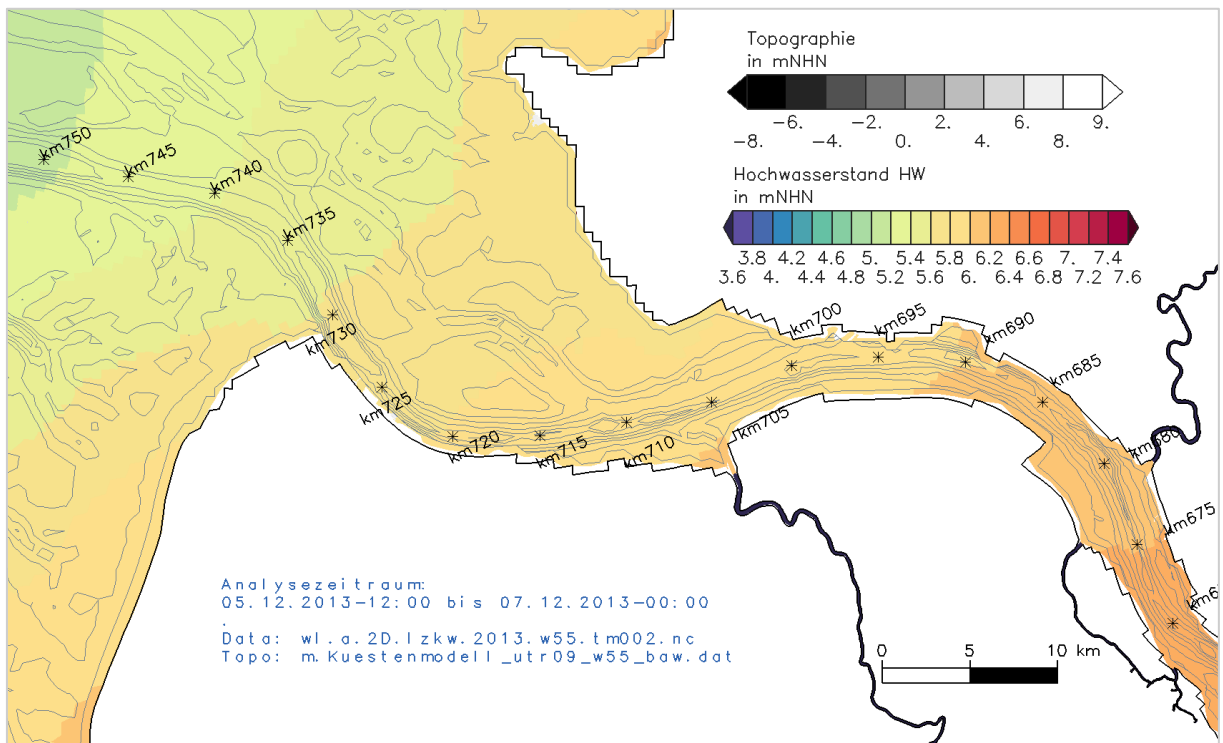 Topographie
in mNHN
-6. -2. 2. 6. 9.
-8. -4. 0. 4. 8.
Hochwasserstand HW
in mNHN
3.8 4.2 4.6 5. 5.4 5.8 6.2 6.6 7. 7.4
3.6 4. 4.4 4.8 5.2 5.6 6. 6.4 6.8 7.2 7.6
km750
km745
km740
km735
km730
km725
km720
km715
km710
km705
km700
km695
km690
km685
km680
km675
Analysezeitraum:
05.12.2013-12:00 bis 07.12.2013-00:00
.
Data: wl.a.2D.lzkw.2013.w55.tm002.nc
Topo: m.Kuestenmodell_utr09_w55_baw.dat
0 5 10 km